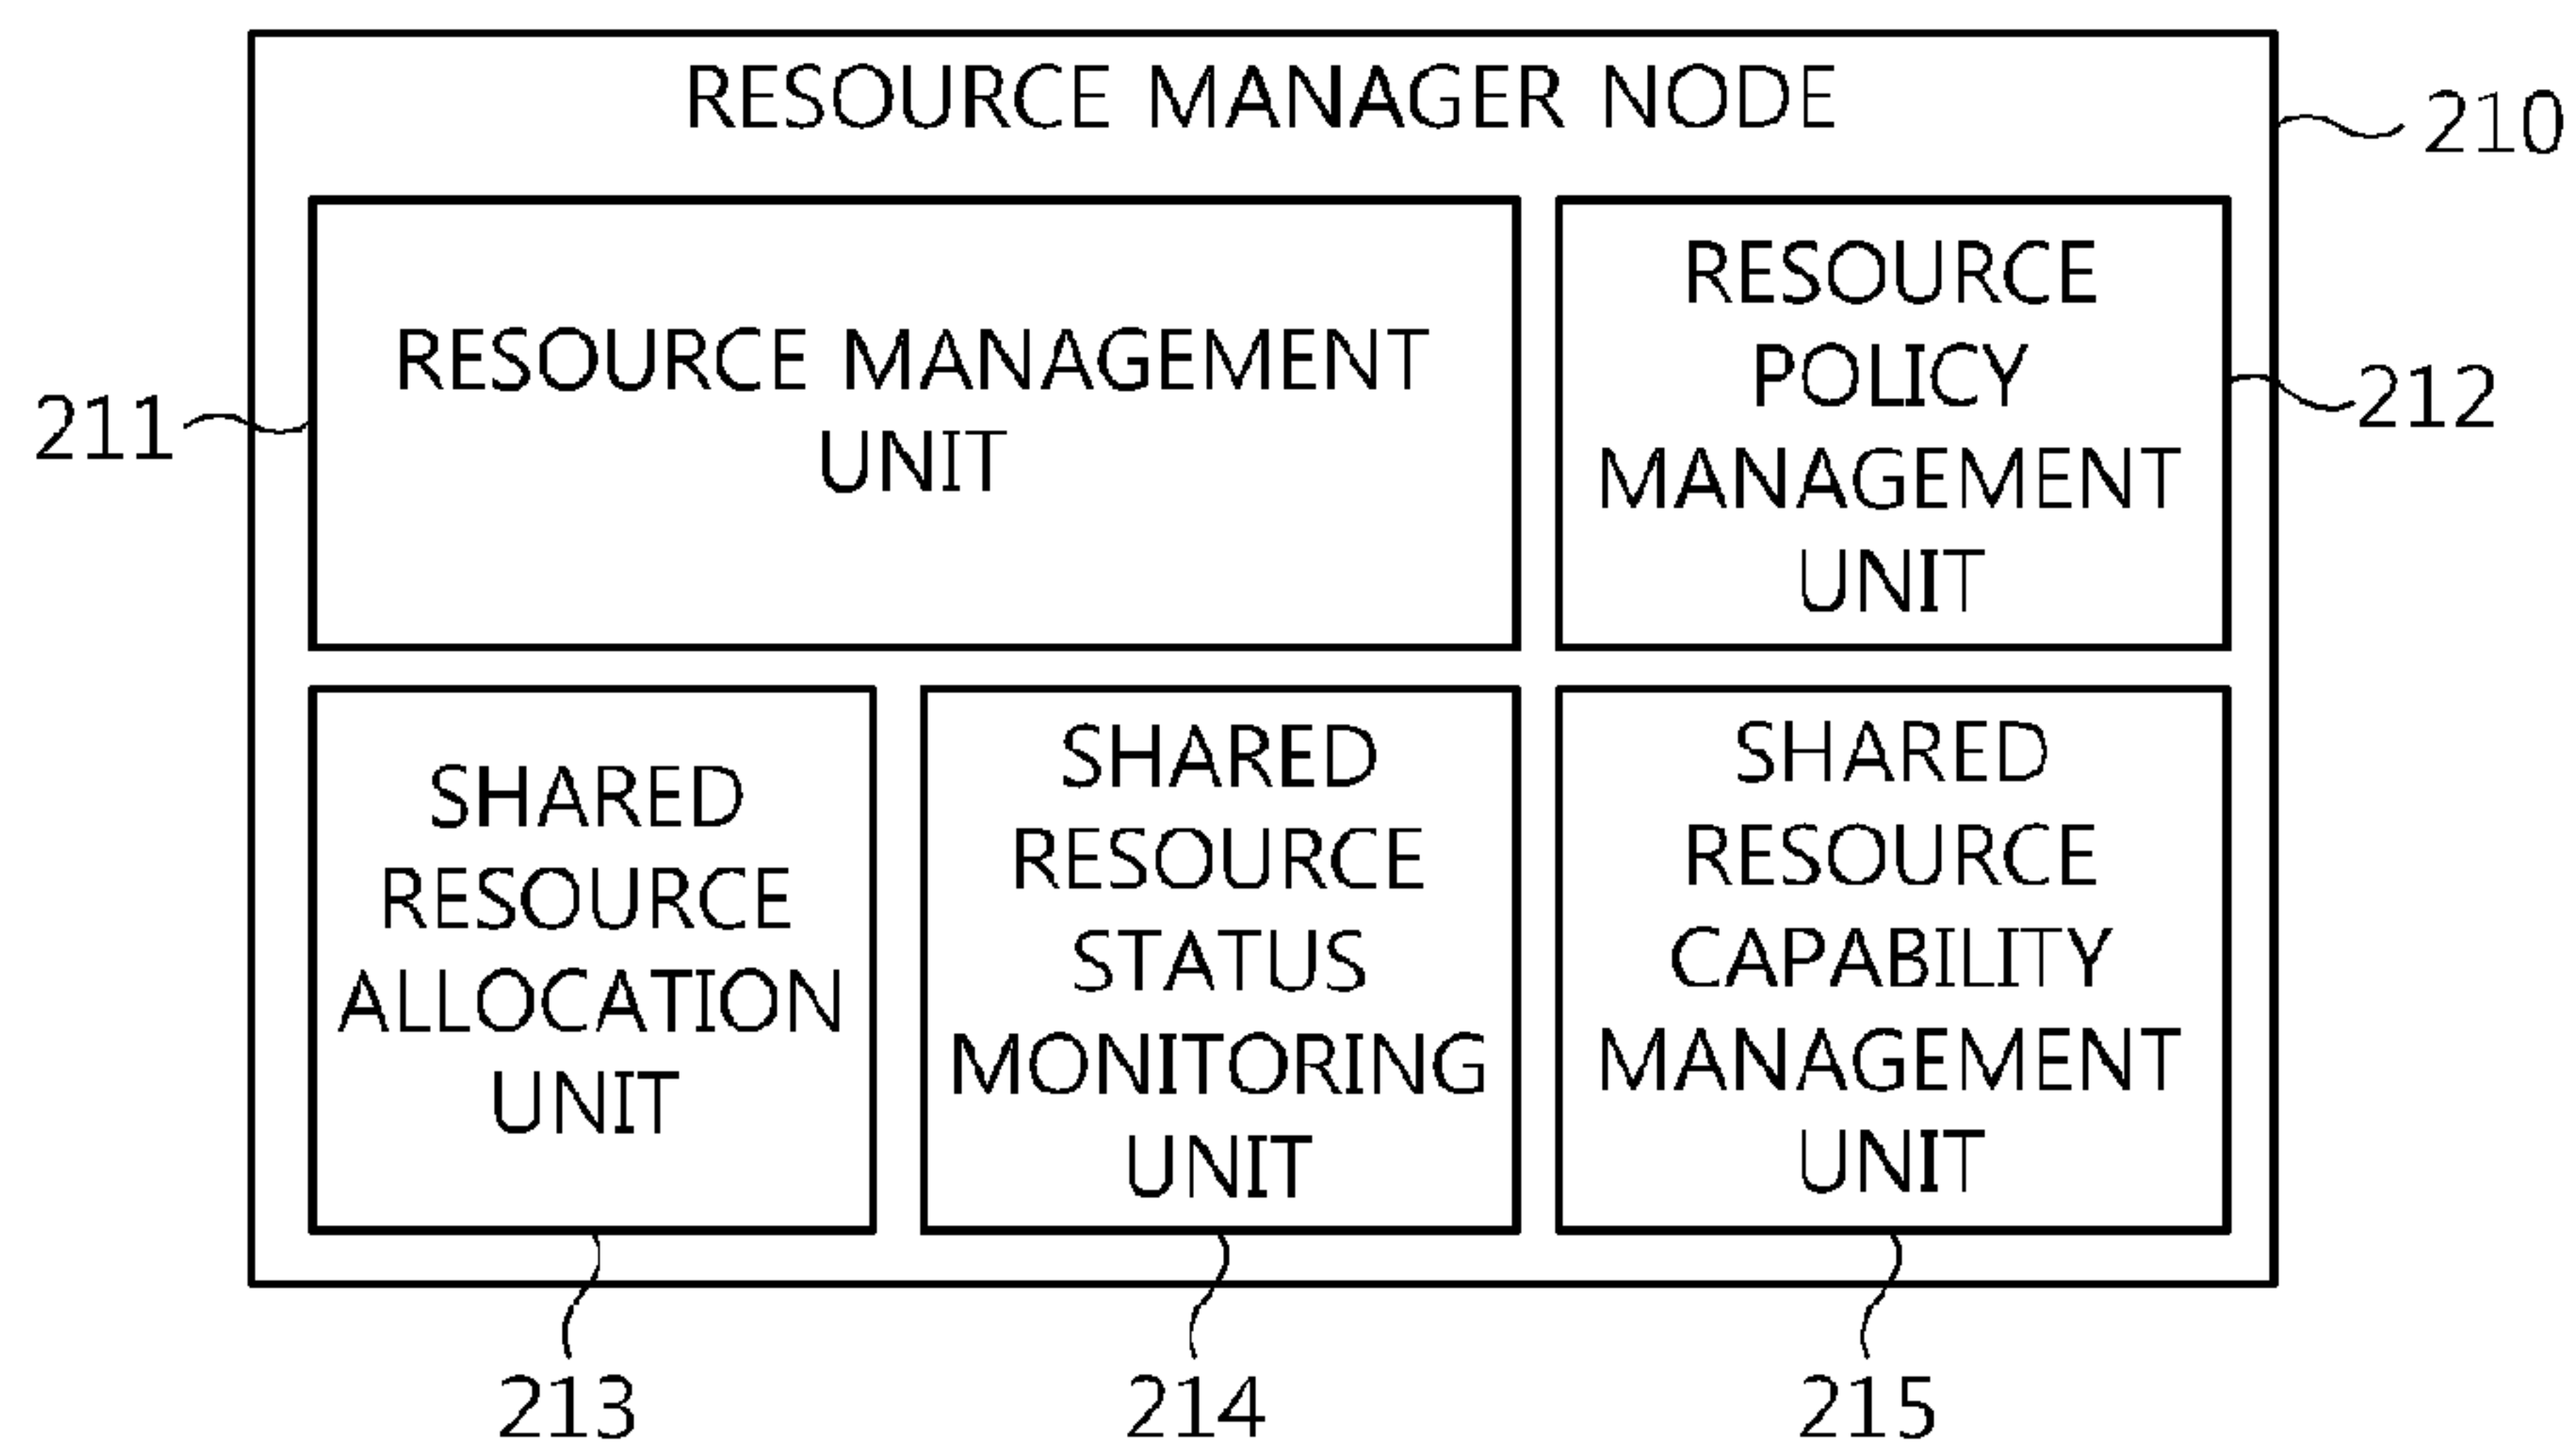 RESOURCE MANAGER NODE
210
RESOURCE MANAGEMENT
UNIT
211
RESOURCE
POLICY
MANAGEMENT
UNIT
212
SHARED
RESOURCE
ALLOCATION
UNIT
213
SHARED
RESOURCE
STATUS
MONITORING
UNIT
214
SHARED
RESOURCE
CAPABILITY
MANAGEMENT
UNIT
215